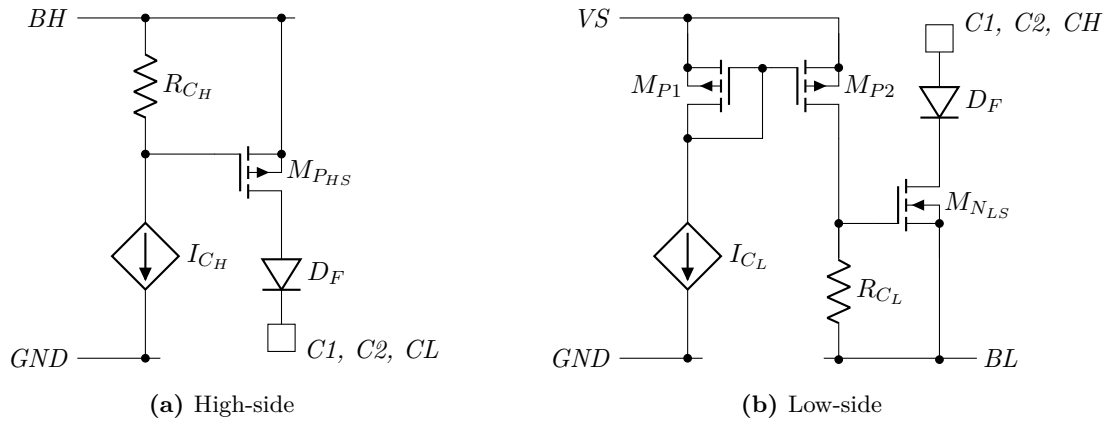 BH
R_{C_H}
M_{P_{HS}}
I_{C_H}
D_F
GND
C1, C2, CL
(a) High-side
VS
C1, C2, CH
M_{P1}
M_{P2}
D_F
M_{N_{LS}}
I_{C_L}
R_{C_L}
GND
BL
(b) Low-side